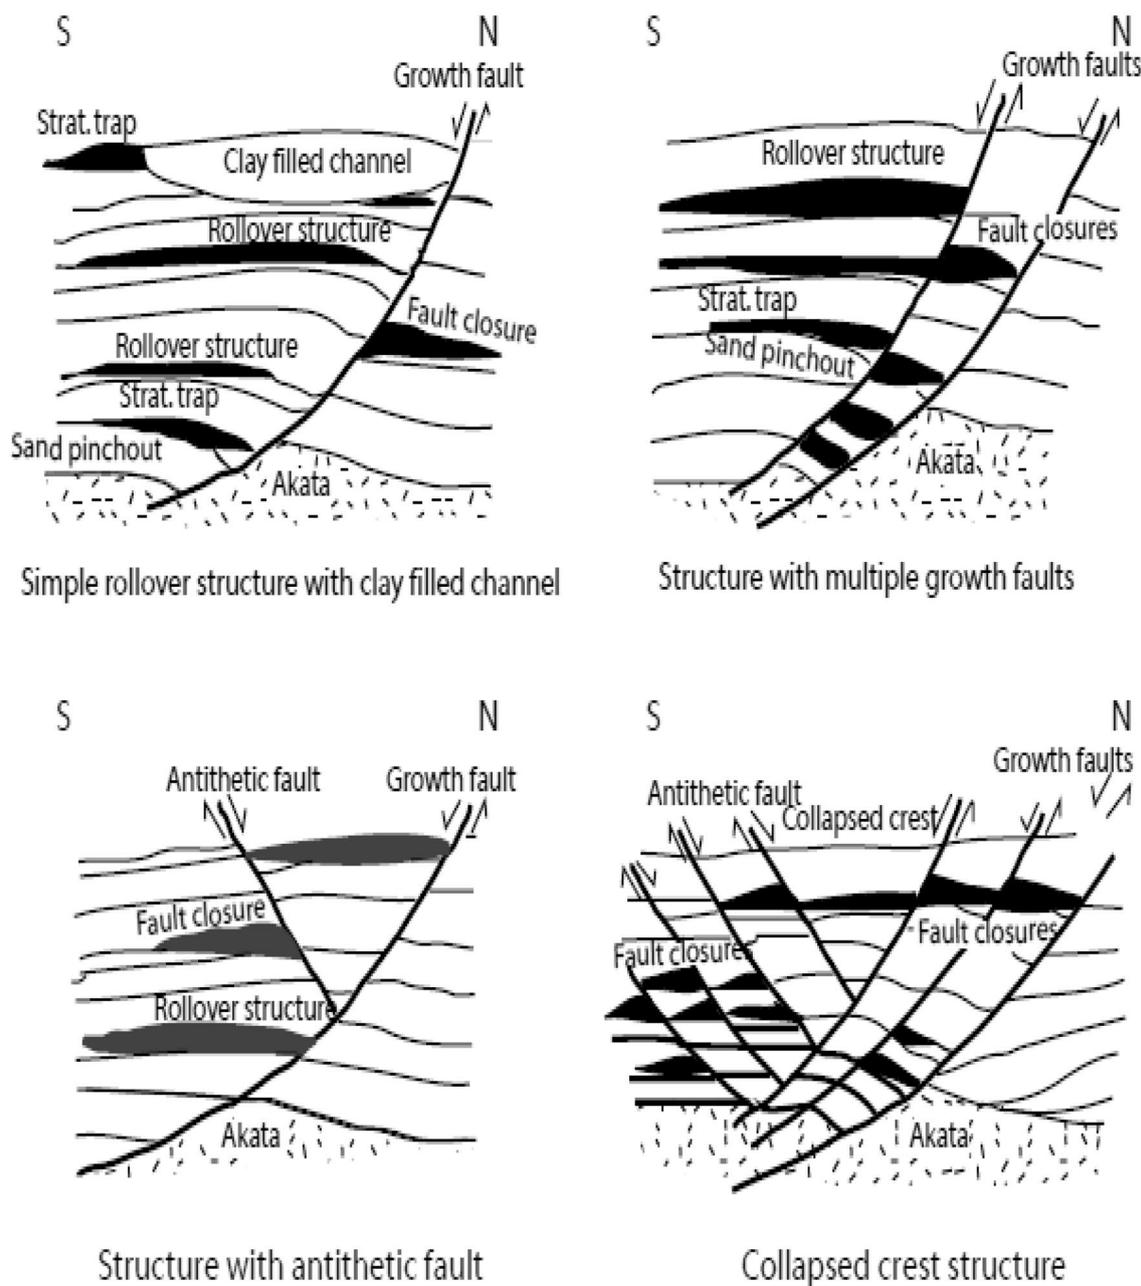 S
N
Growth fault
Strat. trap
Clay filled channel
Rollover structure
Fault closure
Rollover structure
Strat. trap
Sand pinchout
Akata
Simple rollover structure with clay filled channel
S
N
Growth faults
Rollover structure
Fault closures
Strat. trap
Sand pinchout
Akata
Structure with multiple growth faults
S
N
Antithetic fault
Growth fault
Fault closure
Rollover structure
Akata
Structure with antithetic fault
S
N
Growth faults
Antithetic fault
Collapsed crest
Fault closures
Fault closures
Akata
Collapsed crest structure